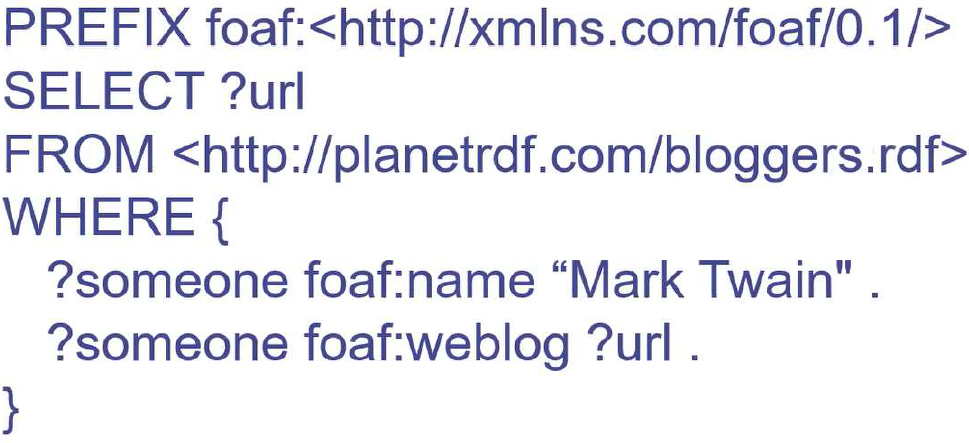 PREFIX foaf:<http://xmlns.com/foaf/0.1/>
SELECT ?url
FROM <http://planetrdf.com/bloggers.rdf>
WHERE {
?someone foaf:name “Mark Twain" .
?someone foaf:weblog ?url .
}